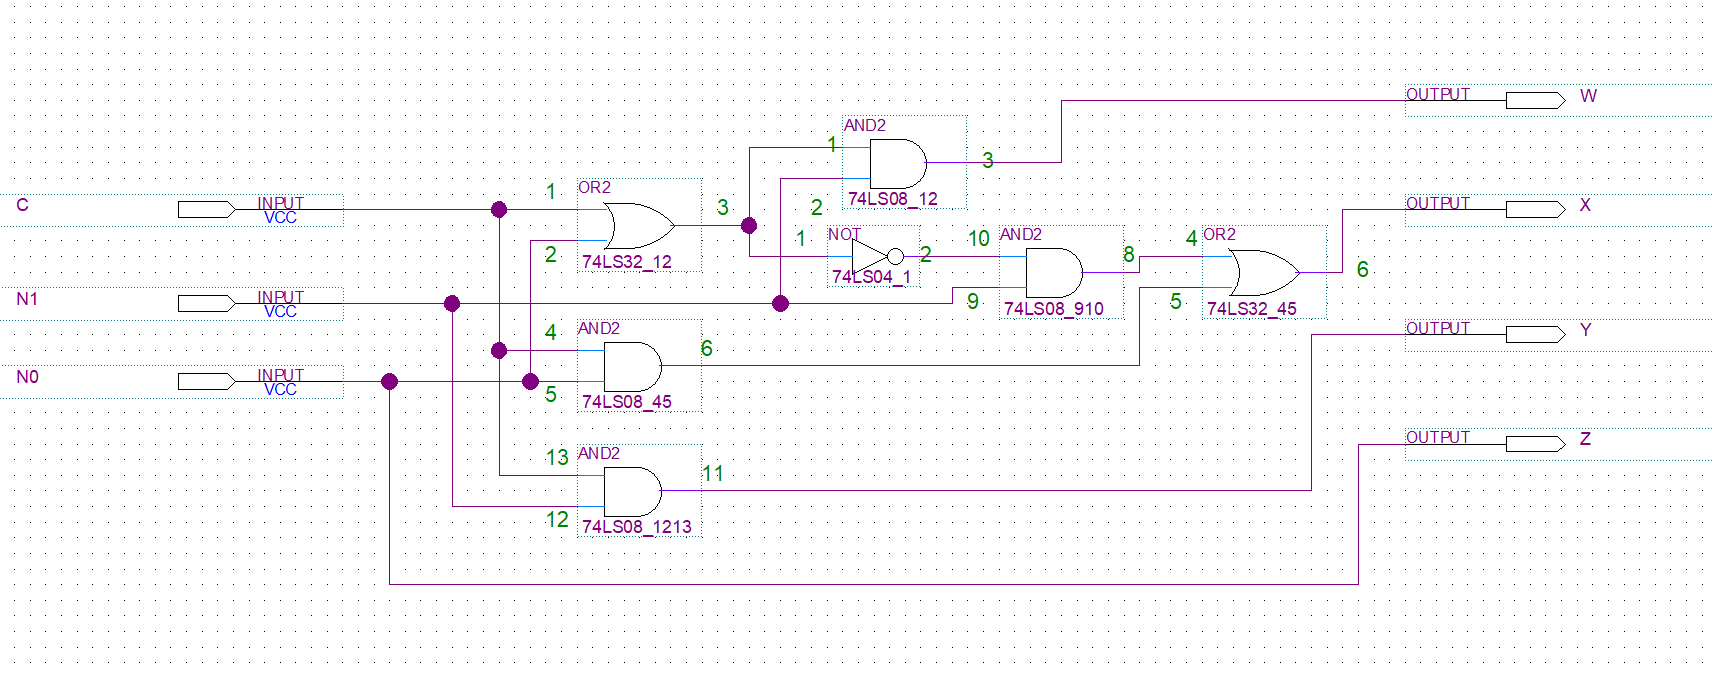 OUTPUT W
AND2
1
3
74LS08_12
2
OR2
1
3
2
74LS32_12
C INPUT
VCC
OUTPUT X
NOT
1
2
74LS04_1
AND2
10
8
9
74LS08_910
OR2
4
6
5
74LS32_45
N1 INPUT
VCC
AND2
4
6
5
74LS08_45
OUTPUT Y
N0 INPUT
VCC
AND2
13
11
12
74LS08_1213
OUTPUT Z